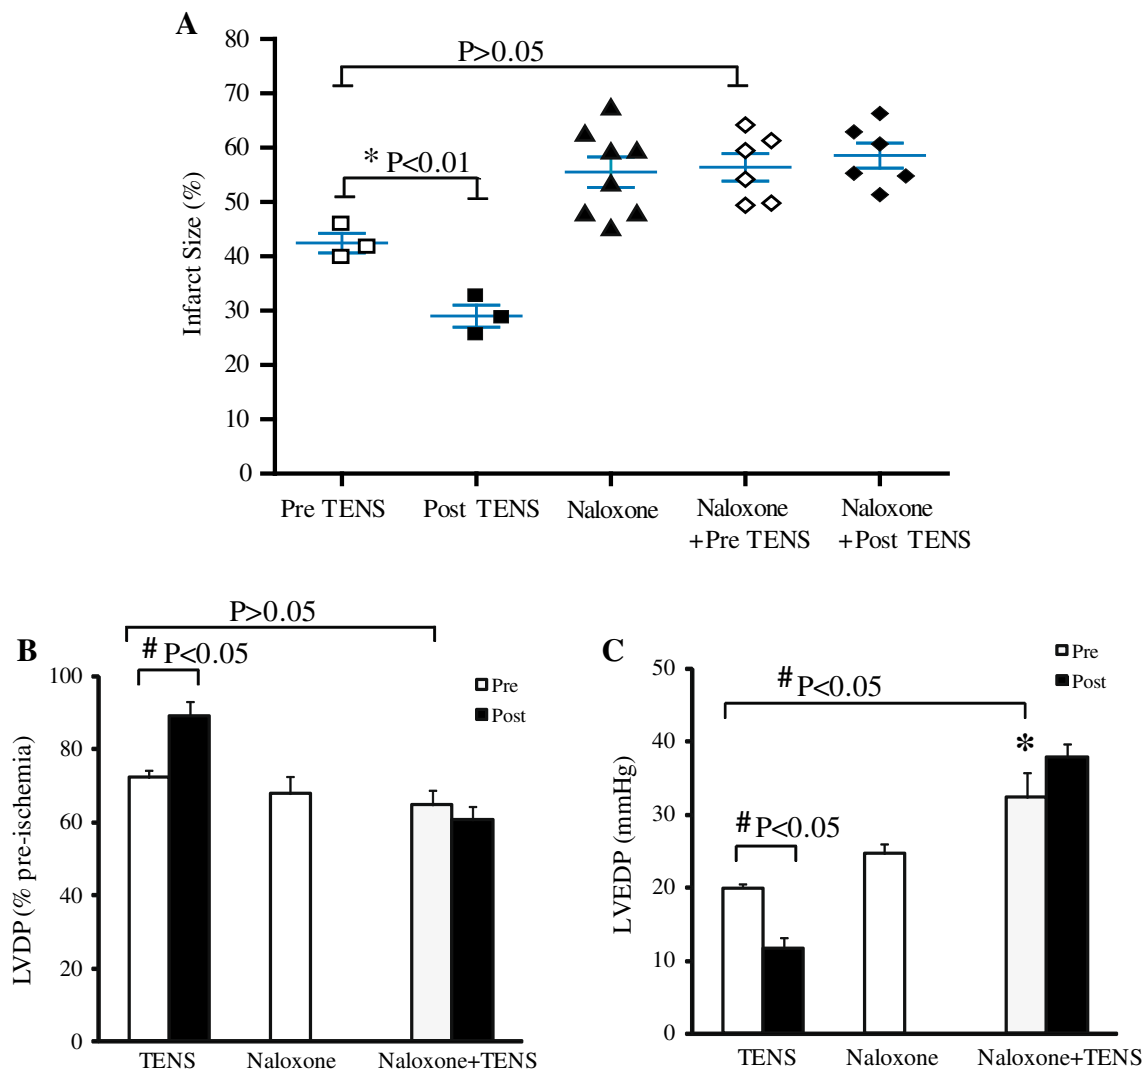 A
80
70
60
50
40
30
20
10
0
Infarct Size (%)
P>0.05
* P<0.01
Pre TENS
Post TENS
Naloxone
Naloxone
+Pre TENS
Naloxone
+Post TENS
B
P>0.05
# P<0.05
100
80
60
40
20
0
LVDP (% pre-ischemia)
Pre
Post
TENS
Naloxone
Naloxone+TENS
C
50
40
30
20
10
0
LVEDP (mmHg)
# P<0.05
*
# P<0.05
Pre
Post
TENS
Naloxone
Naloxone+TENS